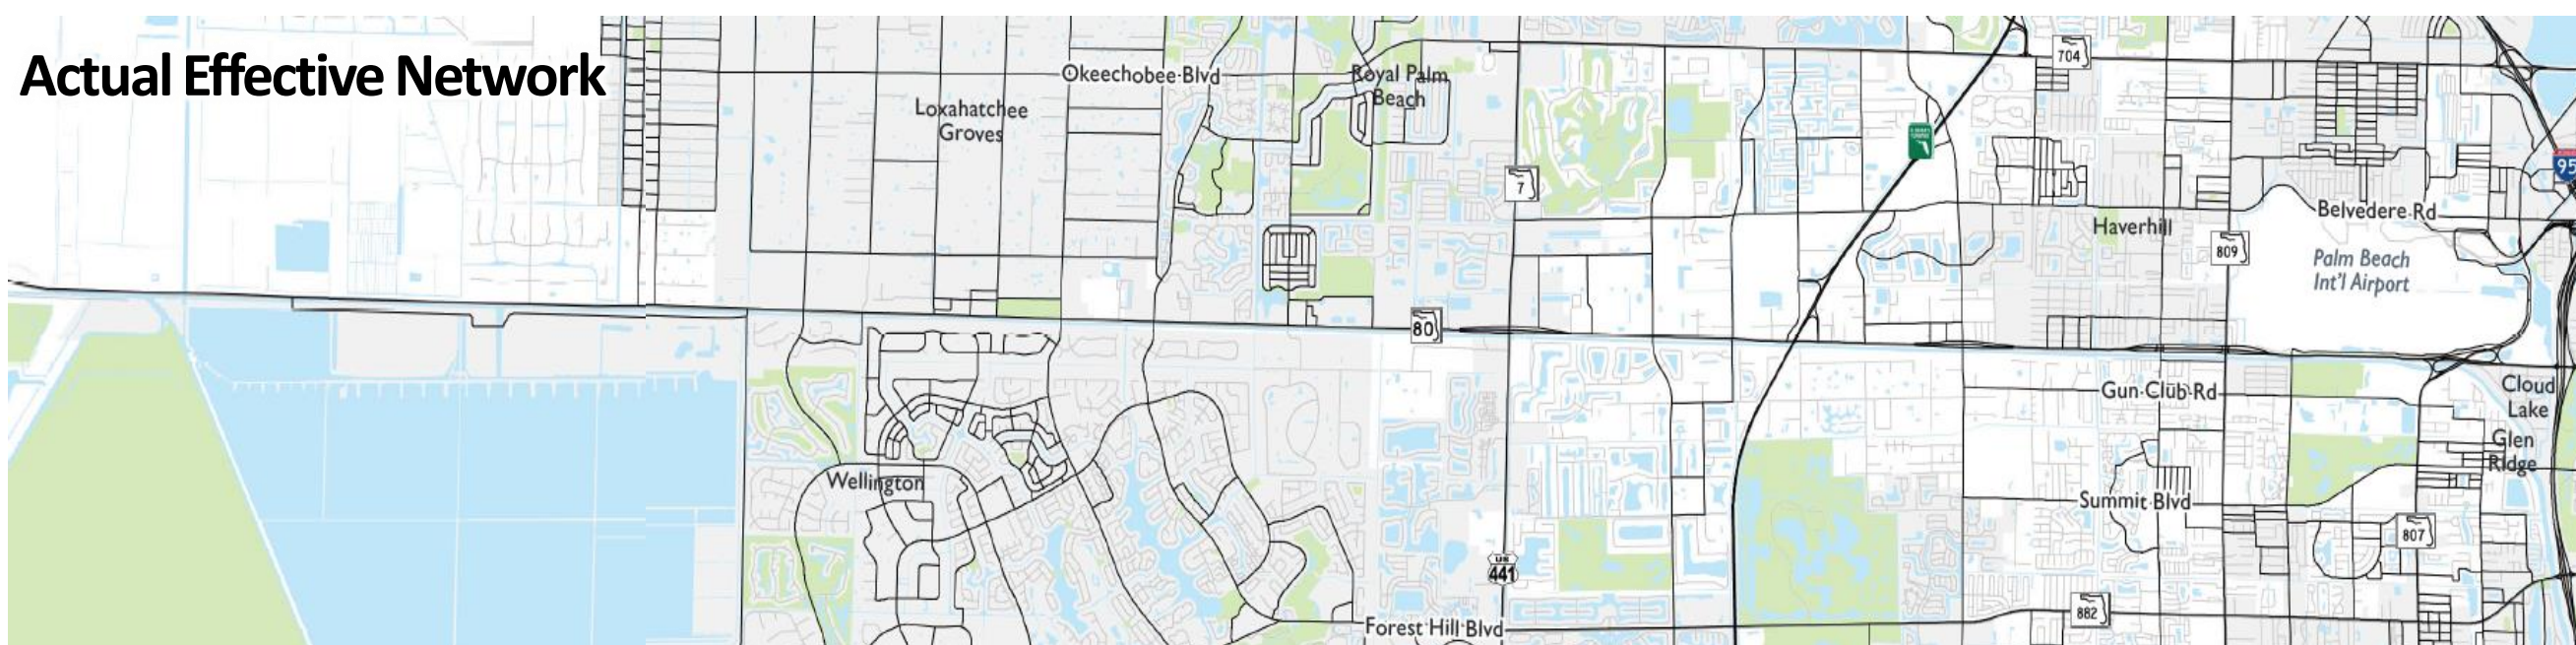 Actual Effective Network
Okeechobee Blvd
Royal Palm
Beach
704
Loxahatchee
Groves
95
7
Belvedere Rd
Haverhill
809
Palm Beach
Int'l Airport
80
Gun Club Rd
Cloud
Lake
Glen
Ridge
Wellington
Summit Blvd
807
US
441
882
Forest Hill Blvd